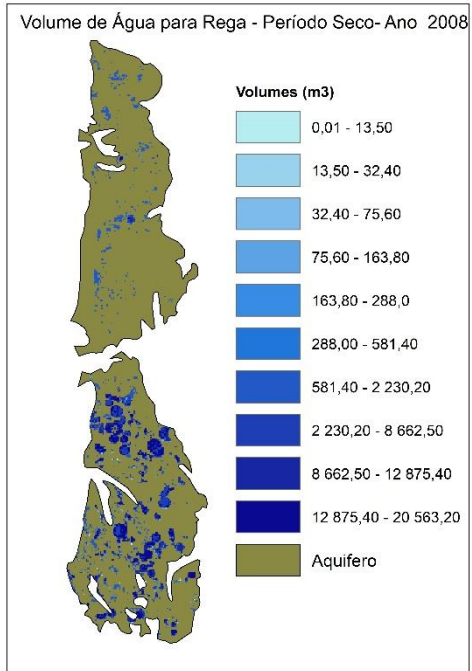 Volume de Água para Rega - Período Seco- Ano 2008
Volumes (m3)
0,01 - 13,50
13,50 - 32,40
32,40 - 75,60
75,60 - 163,80
163,80 - 288,0
288,00 - 581,40
581,40 - 2 230,20
2 230,20 - 8 662,50
8 662,50 - 12 875,40
12 875,40 - 20 563,20
Aquifero